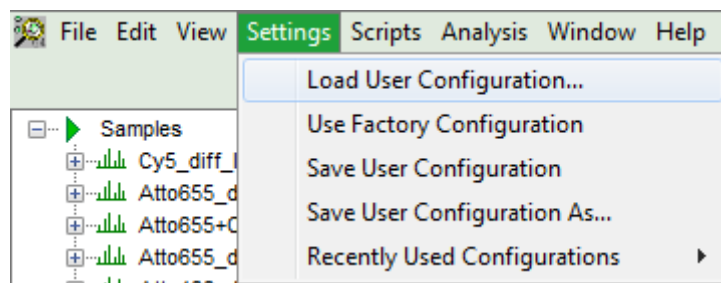 File Edit View Settings Scripts Analysis Window Help
Load User Configuration...
Use Factory Configuration
Save User Configuration
Save User Configuration As...
Recently Used Configurations
Samples
Cy5_diff_
Atto655_d
Atto655+C
Atto655_d